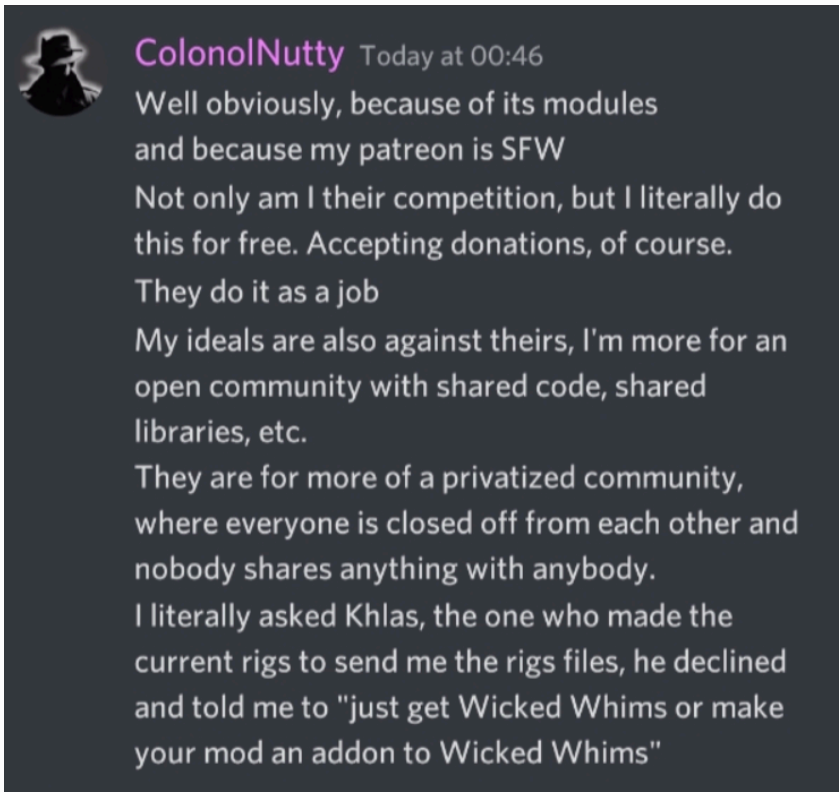 ColonolNutty Today at 00:46
Well obviously, because of its modules
and because my patreon is SFW
Not only am I their competition, but I literally do
this for free. Accepting donations, of course.
They do it as a job
My ideals are also against theirs, I'm more for an
open community with shared code, shared
libraries, etc.
They are for more of a privatized community,
where everyone is closed off from each other and
nobody shares anything with anybody.
I literally asked Khlas, the one who made the
current rigs to send me the rigs files, he declined
and told me to "just get Wicked Whims or make
your mod an addon to Wicked Whims"